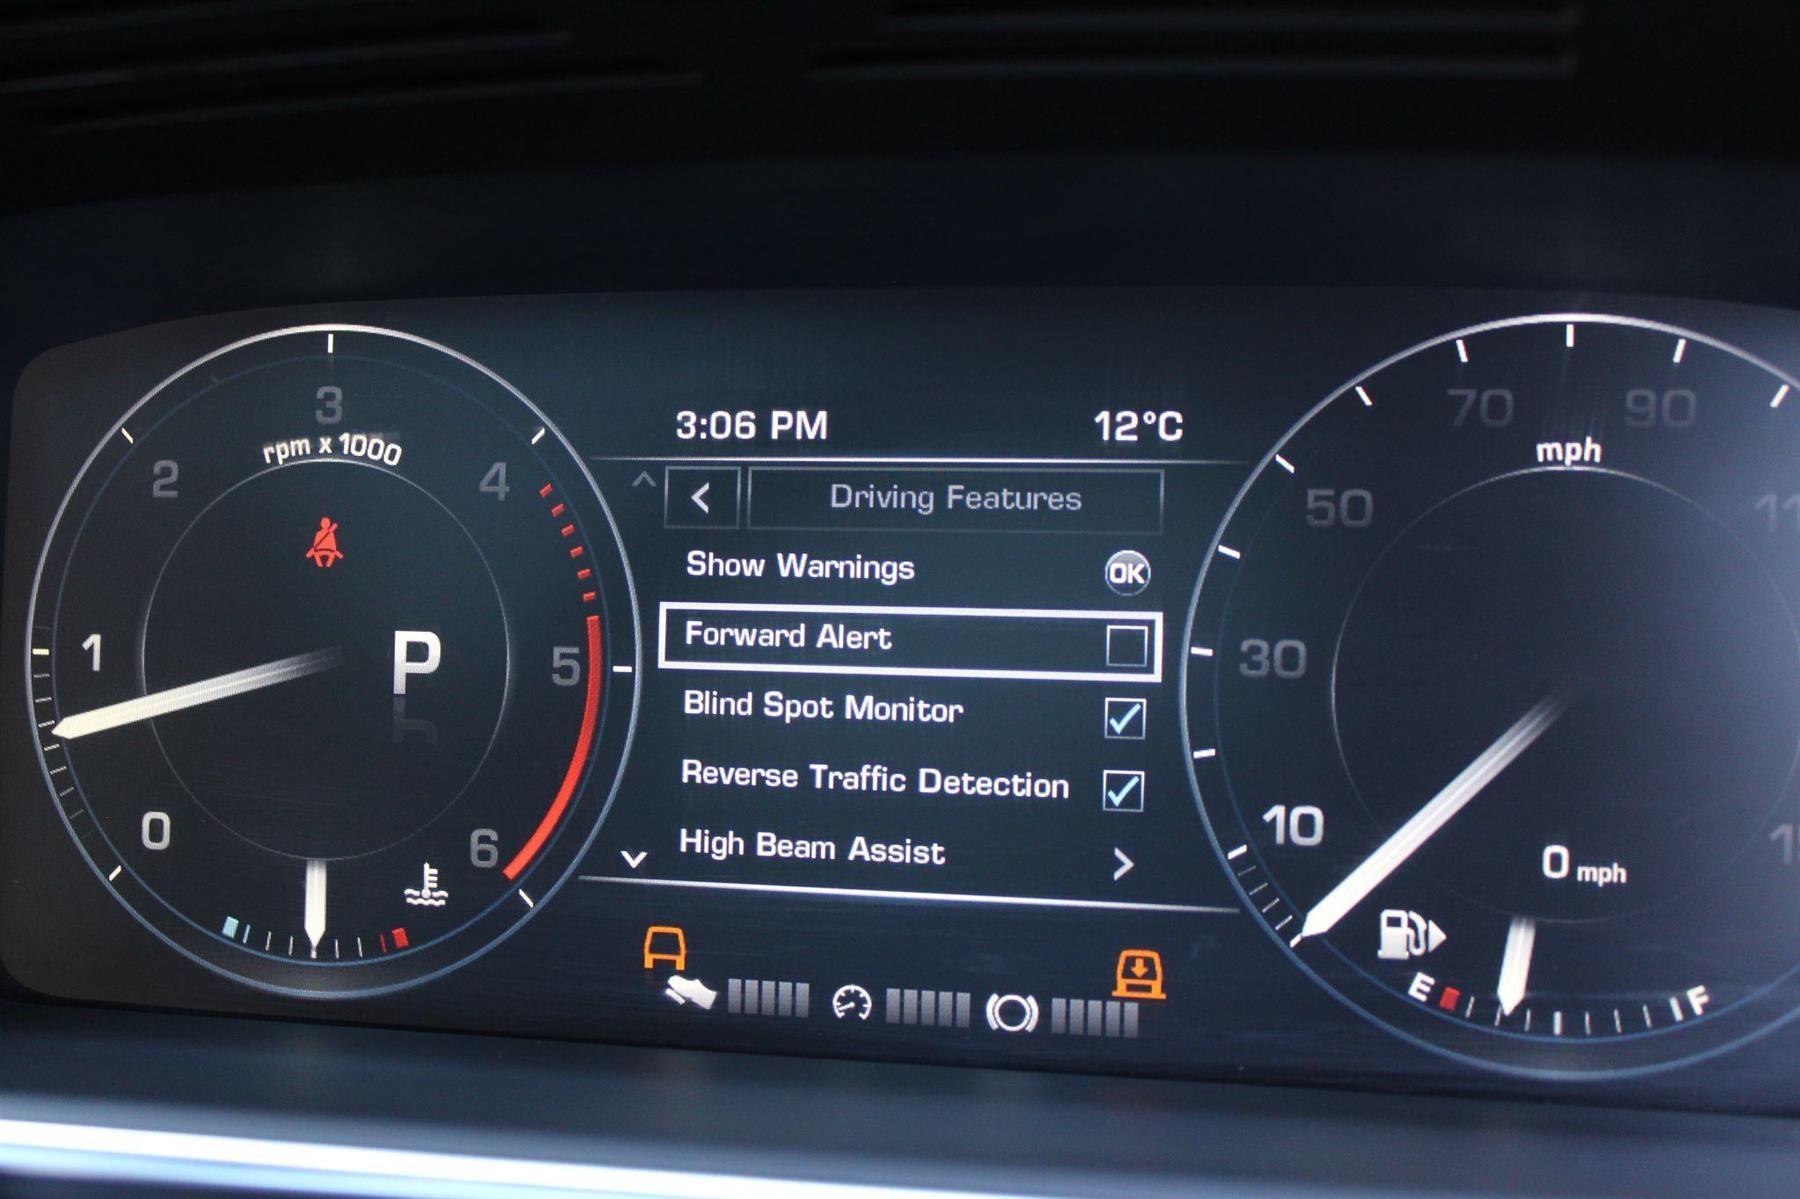 3:06 PM 12°C
Driving Features
Show Warnings OK
Forward Alert
Blind Spot Monitor
Reverse Traffic Detection
High Beam Assist
rpm x 1000
0
1
2
3
4
5
6
P
mph
10
30
50
70
90
0 mph
E F